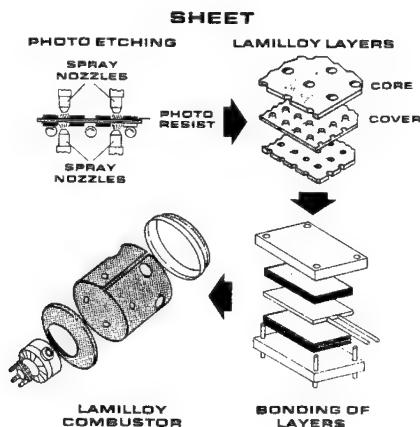 SHEET
PHOTO ETCHING
SPRAY
NOZZLES
PHOTO
RESIST
SPRAY
NOZZLES
LAMILLOY LAYERS
CORE
COVER
BONDING OF
LAYERS
LAMILLOY
COMBUSTOR